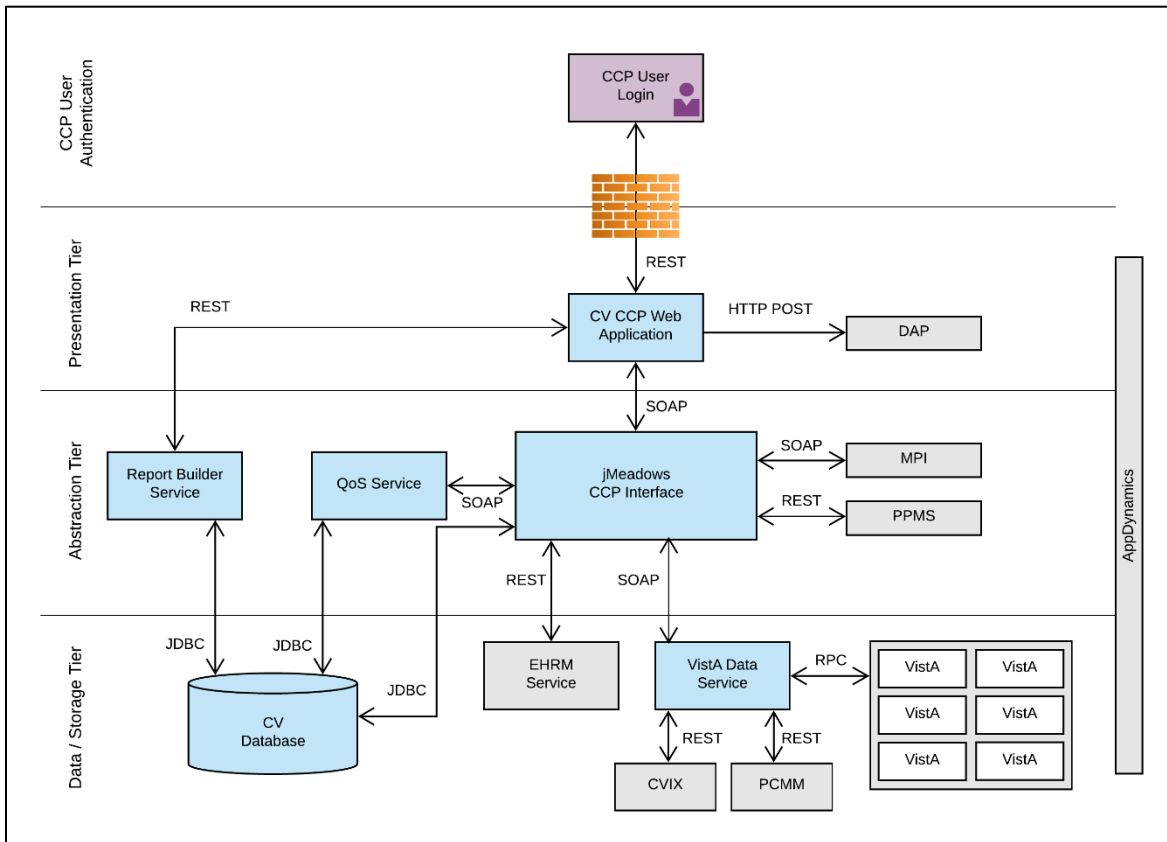 CCP User
Authentication
CCP User
Login
Presentation Tier
REST
REST
CV CCP Web
Application
HTTP POST
DAP
AppDynamics
Abstraction Tier
SOAP
Report Builder
Service
QoS Service
SOAP
jMeadows
CCP Interface
SOAP
MPI
REST
PPMS
REST
SOAP
Data / Storage Tier
JDBC
JDBC
JDBC
CV
Database
EHRM
Service
VistA Data
Service
RPC
VistA
VistA
VistA
VistA
VistA
VistA
REST
REST
CVIX
PCMM